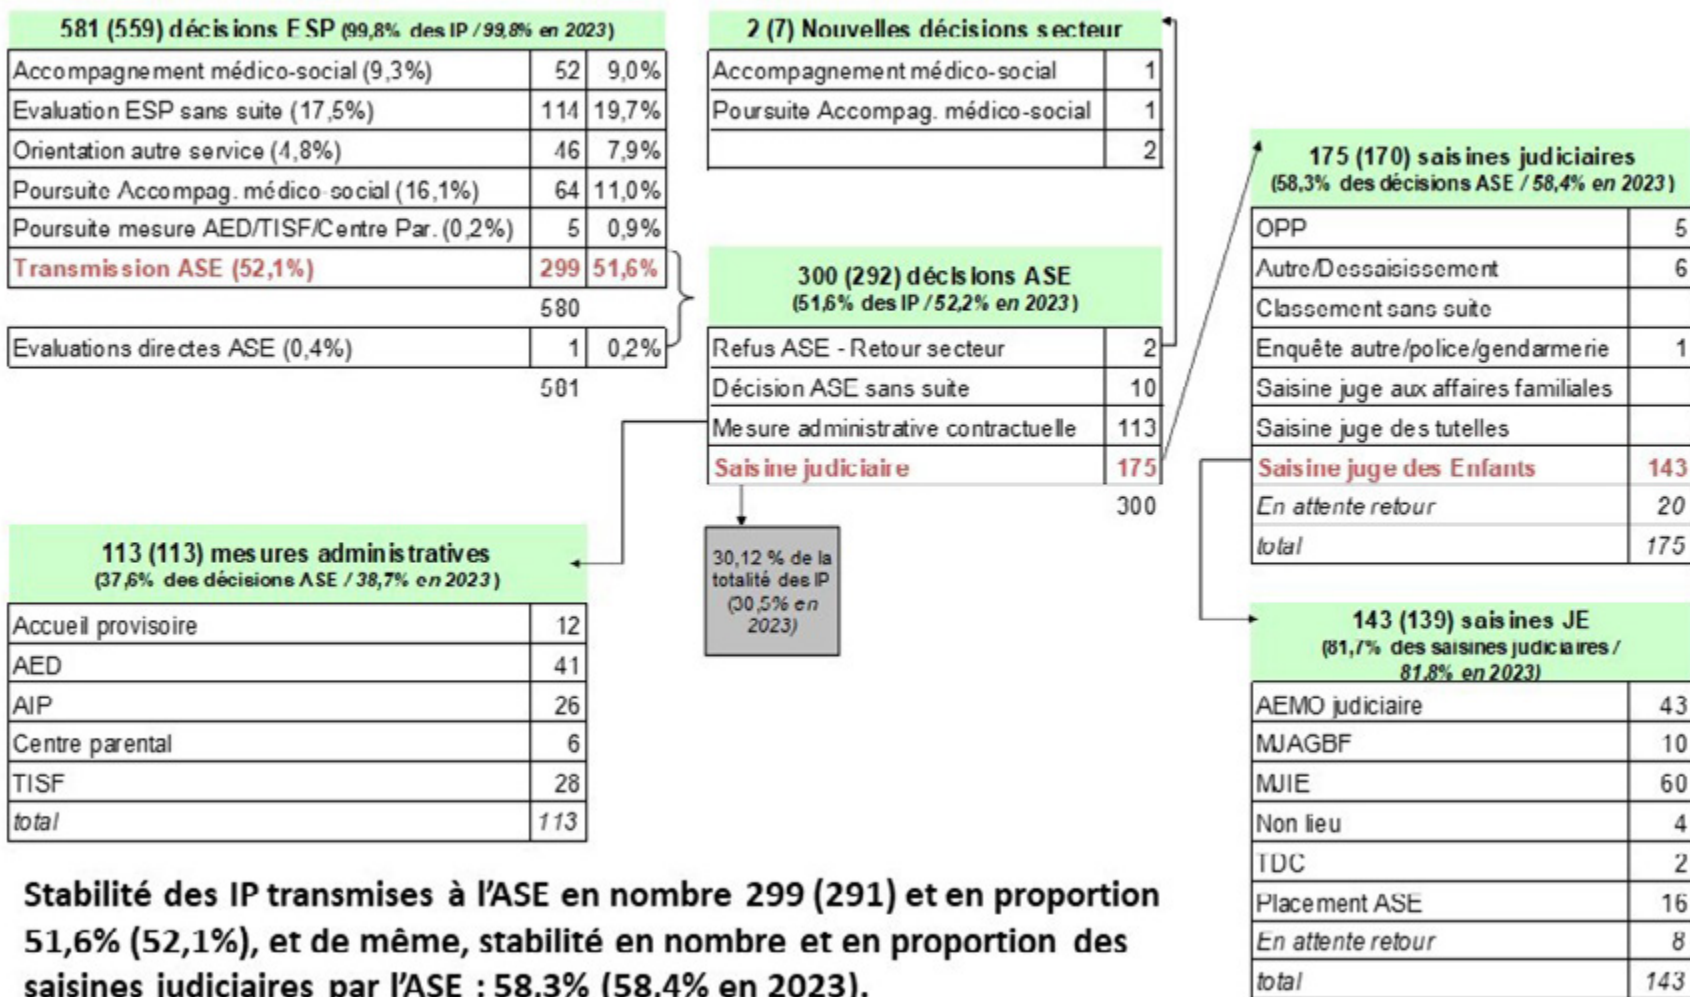 581 (559) décisions ESP (99,8% des IP / 99,8% en 2023)
Accompagnement médico-social (9,3%) 52 9,0%
Evaluation ESP sans suite (17,5%) 114 19,7%
Orientation autre service (4,8%) 46 7,9%
Poursuite Accompag. médico-social (16,1%) 64 11,0%
Poursuite mesure AED/TISF/Centre Par. (0,2%) 5 0,9%
Transmission ASE (52,1%) 299 51,6%
580
Evaluations directes ASE (0,4%) 1 0,2%
581
2 (7) Nouvelles décisions secteur
Accompagnement médico-social 1
Poursuite Accompag. médico-social 1
2
300 (292) décisions ASE
(51,6% des IP / 52,2% en 2023)
Refus ASE - Retour secteur 2
Décision ASE sans suite 10
Mesure administrative contractuelle 113
Saisine judiciaire 175
300
30,12 % de la
totalité des IP
(30,5% en
2023)
175 (170) saisines judiciaires
(58,3% des décisions ASE / 58,4% en 2023)
OPP 5
Autre/Dessaisissement 6
Classement sans suite
Enquête autre/police/gendarmerie 1
Saisine juge aux affaires familiales
Saisine juge des tutelles
Saisine juge des Enfants 143
En attente retour 20
total 175
113 (113) mesures administratives
(37,6% des décisions ASE / 38,7% en 2023)
Accueil provisoire 12
AED 41
AIP 26
Centre parental 6
TISF 28
total 113
143 (139) saisines JE
(81,7% des saisines judiciaires /
81,8% en 2023)
AEMO judiciaire 43
MJAGBF 10
MJIE 60
Non lieu 4
TDC 2
Placement ASE 16
En attente retour 8
total 143
Stabilité des IP transmises à l'ASE en nombre 299 (291) et en proportion
51,6% (52,1%), et de même, stabilité en nombre et en proportion des
saisines judiciaires par l'ASE : 58,3% (58,4% en 2023).